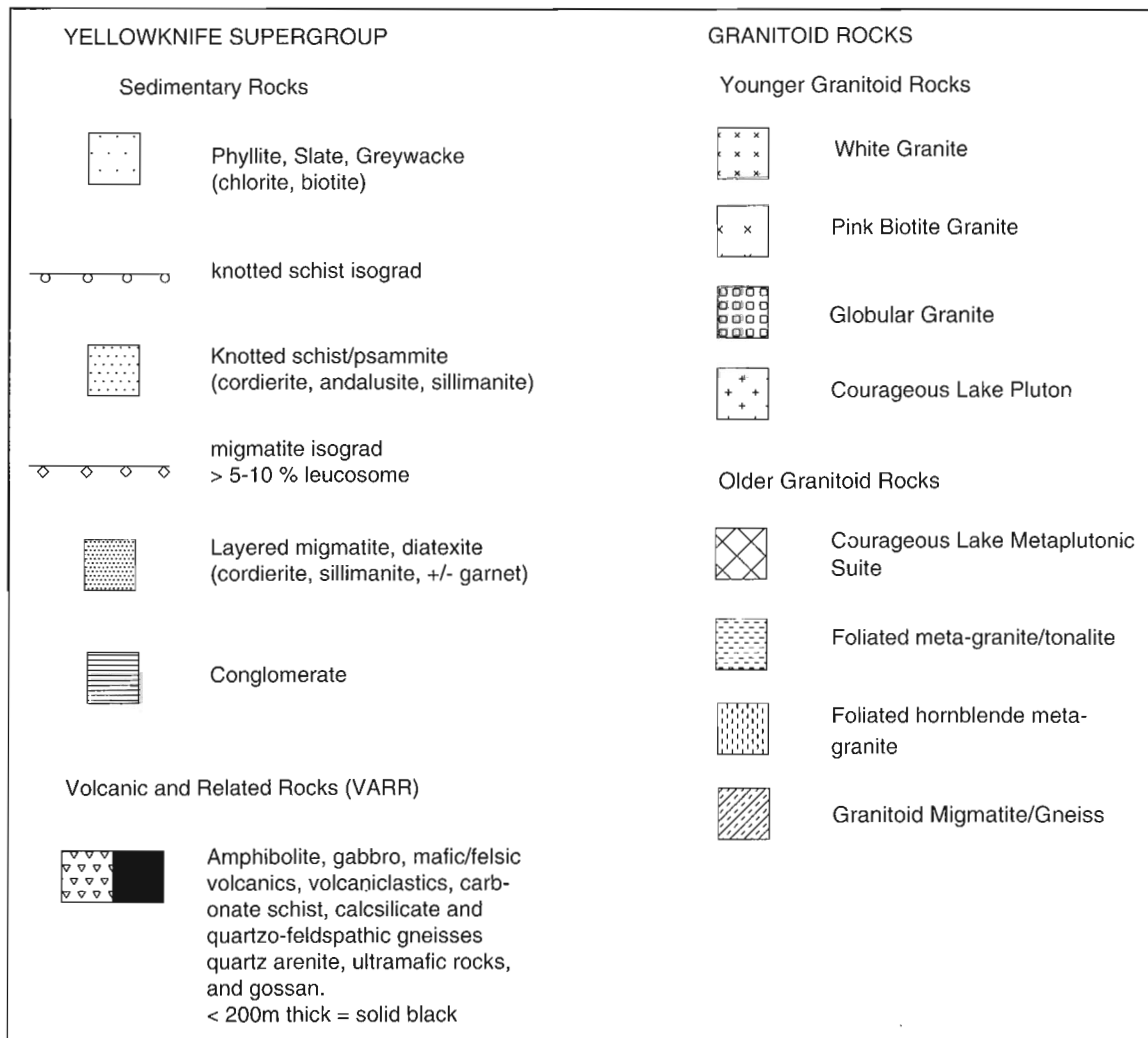 YELLOWKNIFE SUPERGROUP
Sedimentary Rocks
Phyllite, Slate, Greywacke
(chlorite, biotite)
knotted schist isograd
Knotted schist/psammite
(cordierite, andalusite, sillimanite)
migmatite isograd
> 5-10 % leucosome
Layered migmatite, diatexite
(cordierite, sillimanite, +/- garnet)
Conglomerate
Volcanic and Related Rocks (VARR)
Amphibolite, gabbro, mafic/felsic
volcanics, volcaniclastics, carb-
onate schist, calcsilicate and
quartzo-feldspathic gneisses
quartz arenite, ultramafic rocks,
and gossan.
< 200m thick = solid black
GRANITOID ROCKS
Younger Granitoid Rocks
White Granite
Pink Biotite Granite
Globular Granite
Courageous Lake Pluton
Older Granitoid Rocks
Courageous Lake Metaplutonic
Suite
Foliated meta-granite/tonalite
Foliated hornblende meta-
granite
Granitoid Migmatite/Gneiss